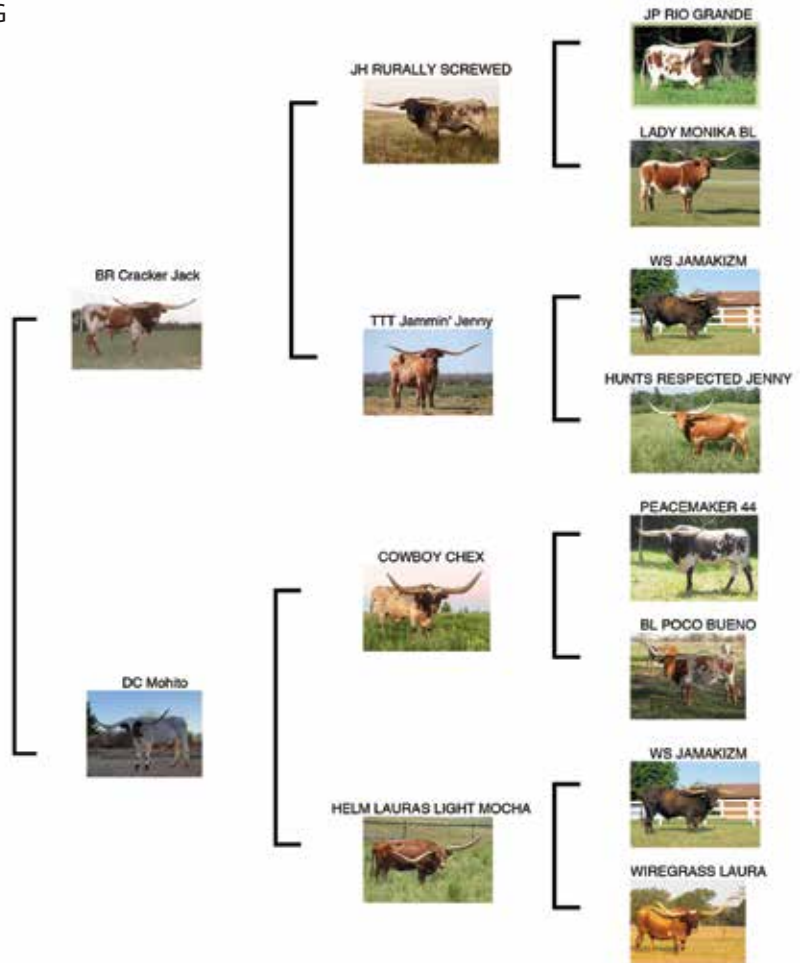 G
JP RIO GRANDE
JH RURALLY SCREWED
LADY MONIKA BL
BR Cracker Jack
WS JAMAKIZM
TTT Jammin' Jenny
HUNTS RESPECTED JENNY
PEACEMAKER 44
COWBOY CHEX
BL POCO BUENO
DC Mohito
WS JAMAKIZM
HELM LAURAS LIGHT MOCHA
WIREGRASS LAURA